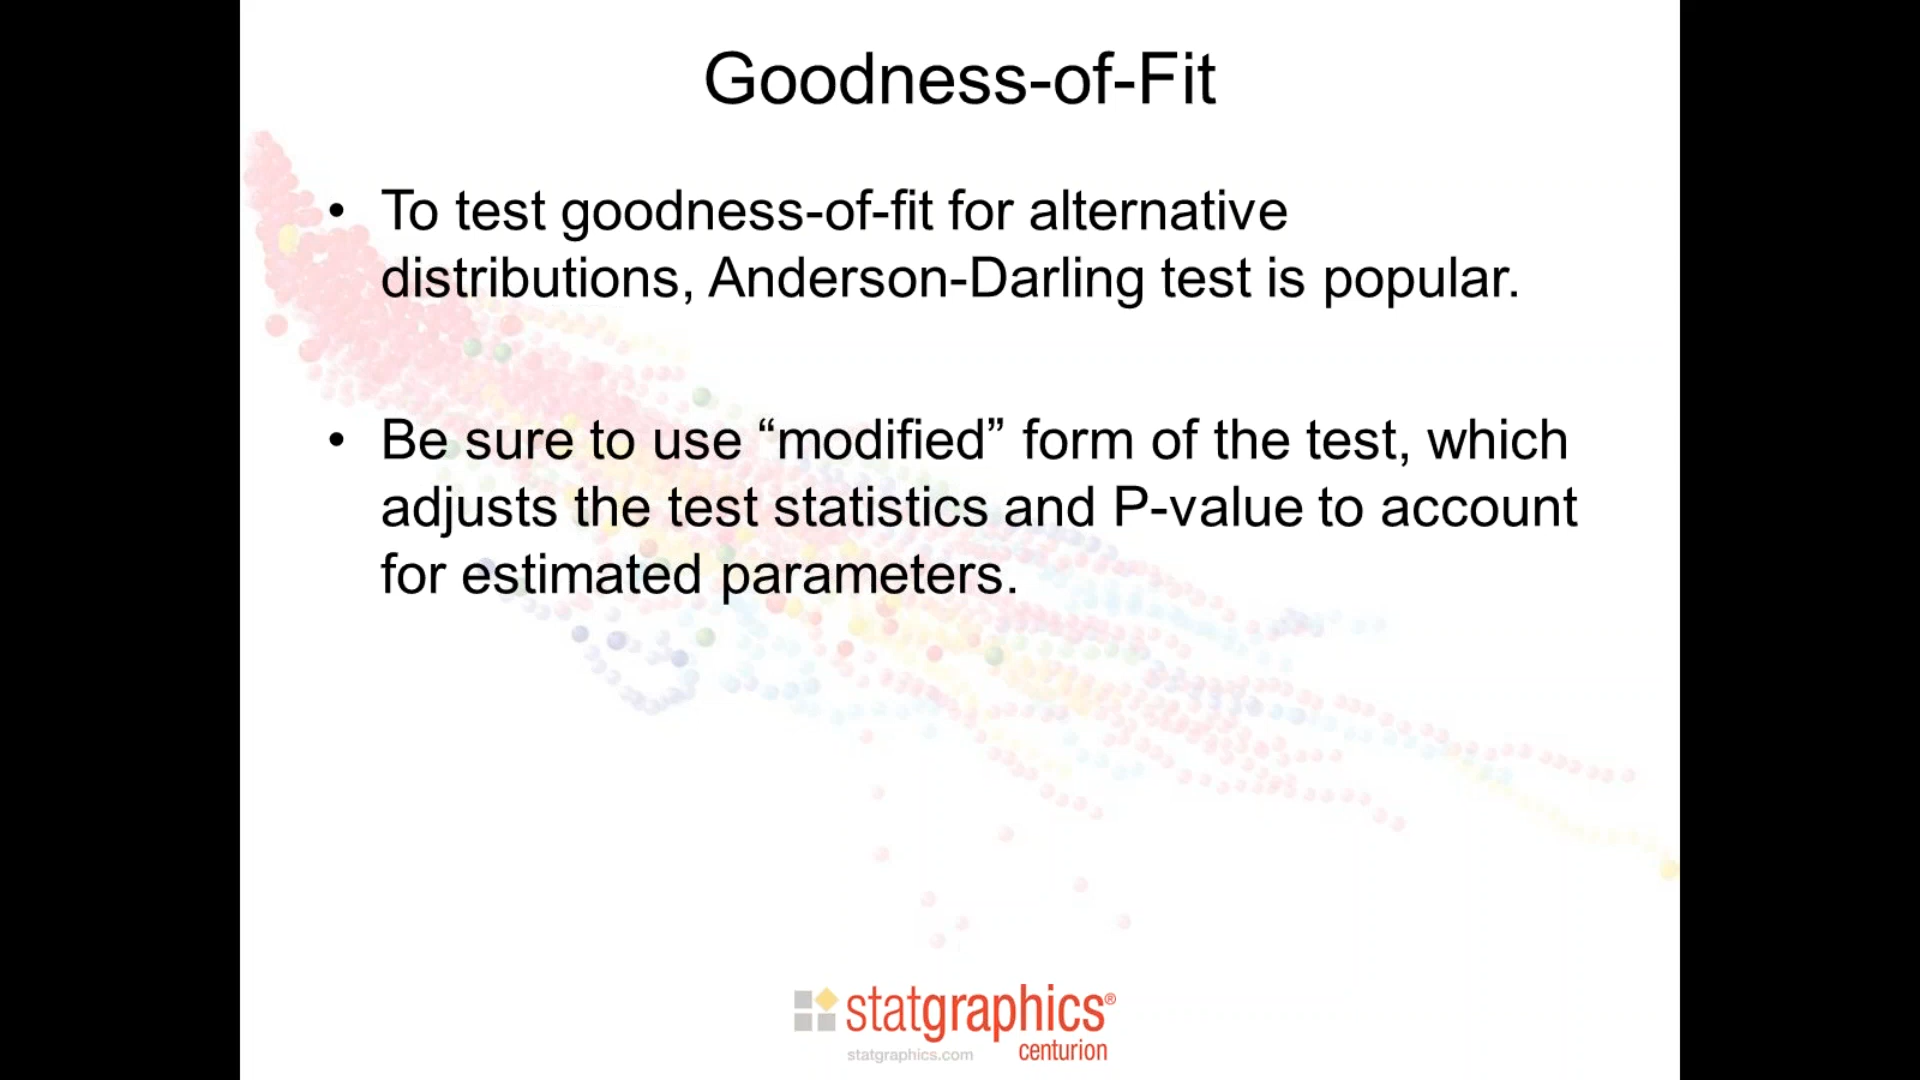 Goodness-of-Fit
• To test goodness-of-fit for alternative
distributions, Anderson-Darling test is popular.
• Be sure to use “modified” form of the test, which
adjusts the test statistics and P-value to account
for estimated parameters.
statgraphics®
statgraphics.com centurion